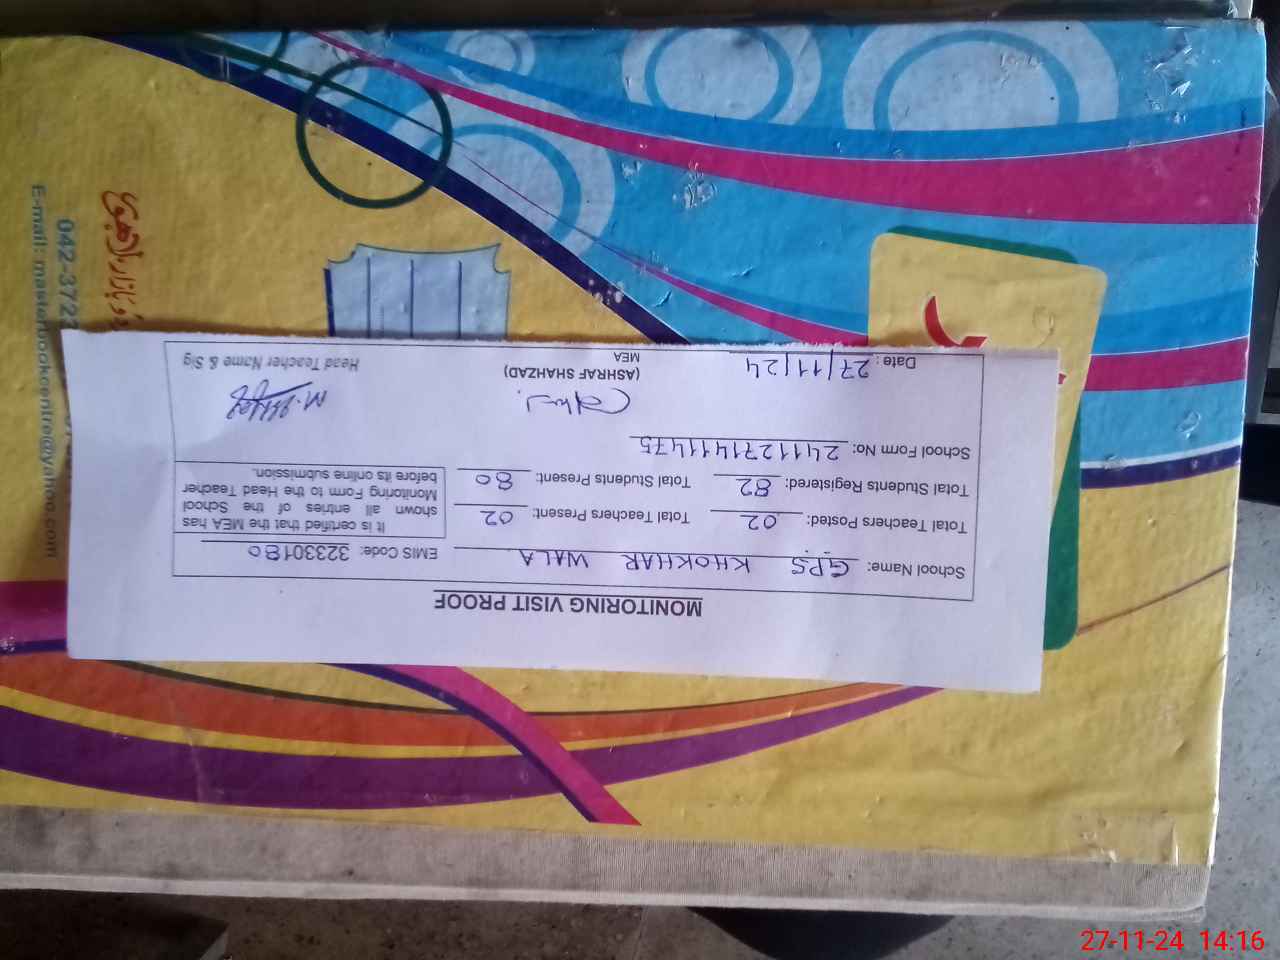 MONITORING VISIT PROOF
School Name: GPS KHOKHAR WALA EMIS Code: 32330180
Total Teachers Posted: 02 Total Teachers Present: 02
Total Students Registered: 82 Total Students Present: 80
It is certified that the MEA has
shown all entries of the School
Monitoring Form to the Head Teacher
before its online submission.
School Form No: 241127141111475
Date: 27/11/24
(ASHRAF SHAHZAD)
MEA
Head Teacher Name & Sig
042-372
E-mail: masterbookcentre@yahoo.com
27-11-24 14:16